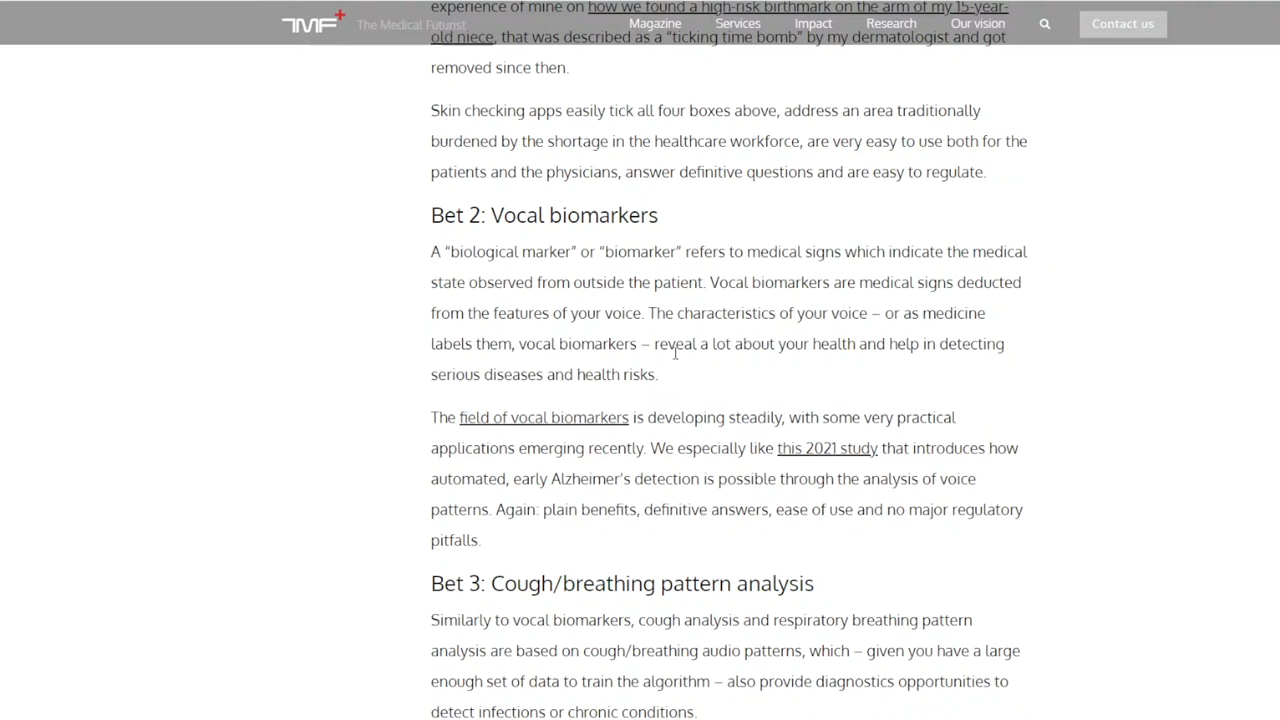 experience of mine on how we found a high-risk birthmark on the arm of my 15-year-
TMF The Medical Futurist Magazine Services Impact Research Our vision Contact us
old niece, that was described as a “ticking time bomb” by my dermatologist and got
removed since then.
Skin checking apps easily tick all four boxes above, address an area traditionally
burdened by the shortage in the healthcare workforce, are very easy to use both for the
patients and the physicians, answer definitive questions and are easy to regulate.
Bet 2: Vocal biomarkers
A “biological marker” or “biomarker” refers to medical signs which indicate the medical
state observed from outside the patient. Vocal biomarkers are medical signs deducted
from the features of your voice. The characteristics of your voice – or as medicine
labels them, vocal biomarkers – reveal a lot about your health and help in detecting
serious diseases and health risks.
The field of vocal biomarkers is developing steadily, with some very practical
applications emerging recently. We especially like this 2021 study that introduces how
automated, early Alzheimer’s detection is possible through the analysis of voice
patterns. Again: plain benefits, definitive answers, ease of use and no major regulatory
pitfalls.
Bet 3: Cough/breathing pattern analysis
Similarly to vocal biomarkers, cough analysis and respiratory breathing pattern
analysis are based on cough/breathing audio patterns, which – given you have a large
enough set of data to train the algorithm – also provide diagnostics opportunities to
detect infections or chronic conditions.